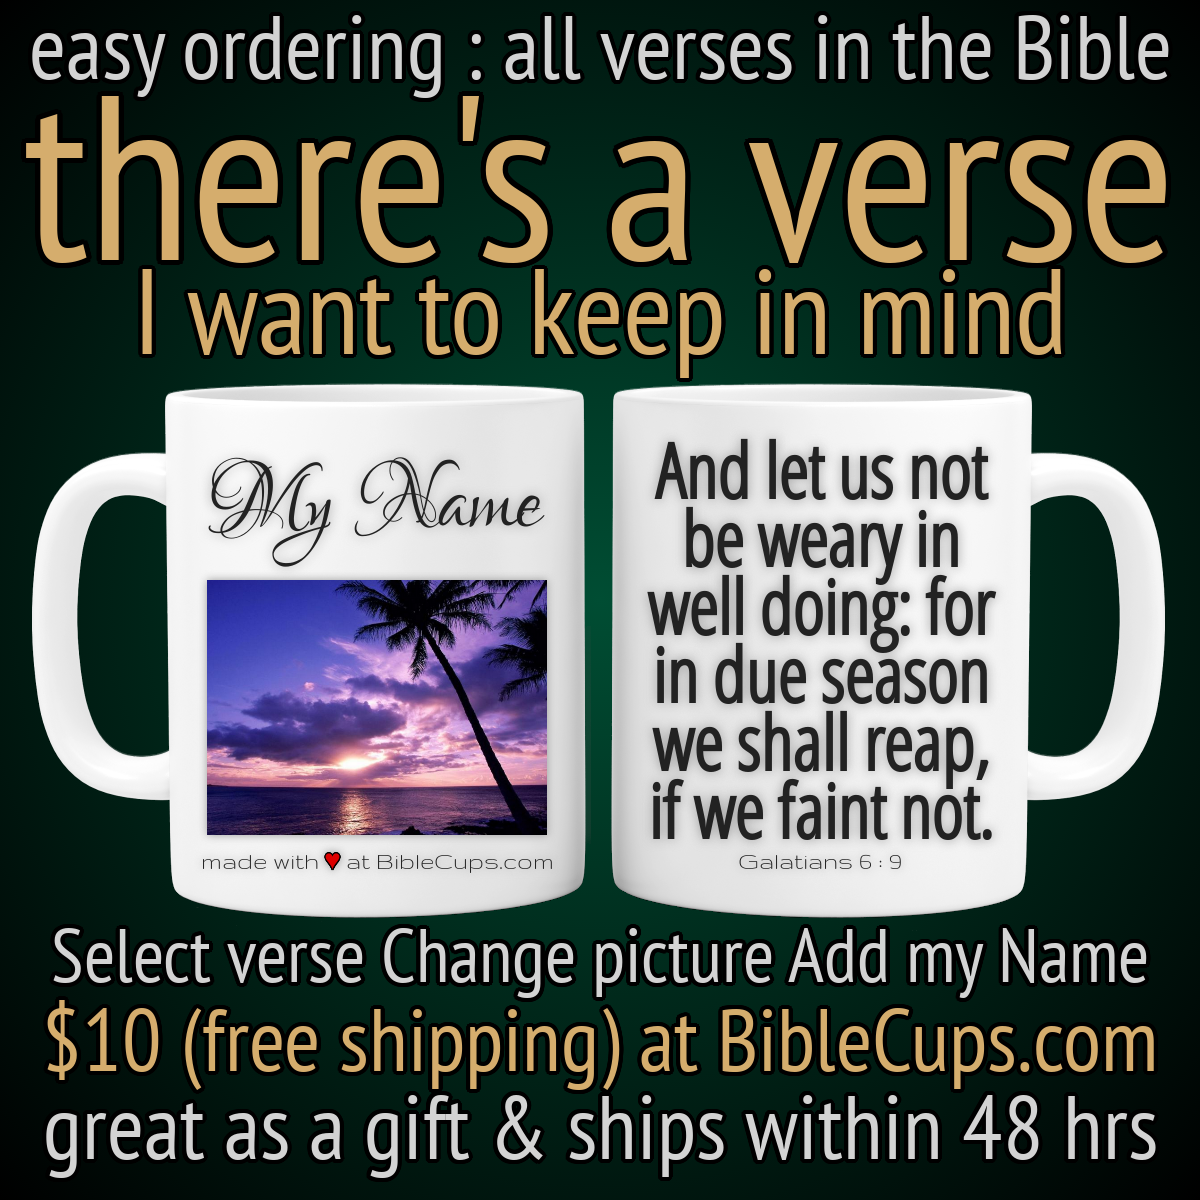 easy ordering : all verses in the Bible
there's a verse
I want to keep in mind
My Name
made with ♥ at BibleCups.com
And let us not
be weary in
well doing: for
in due season
we shall reap,
if we faint not.
Galatians 6 : 9
Select verse Change picture Add my Name
$10 (free shipping) at BibleCups.com
great as a gift & ships within 48 hrs